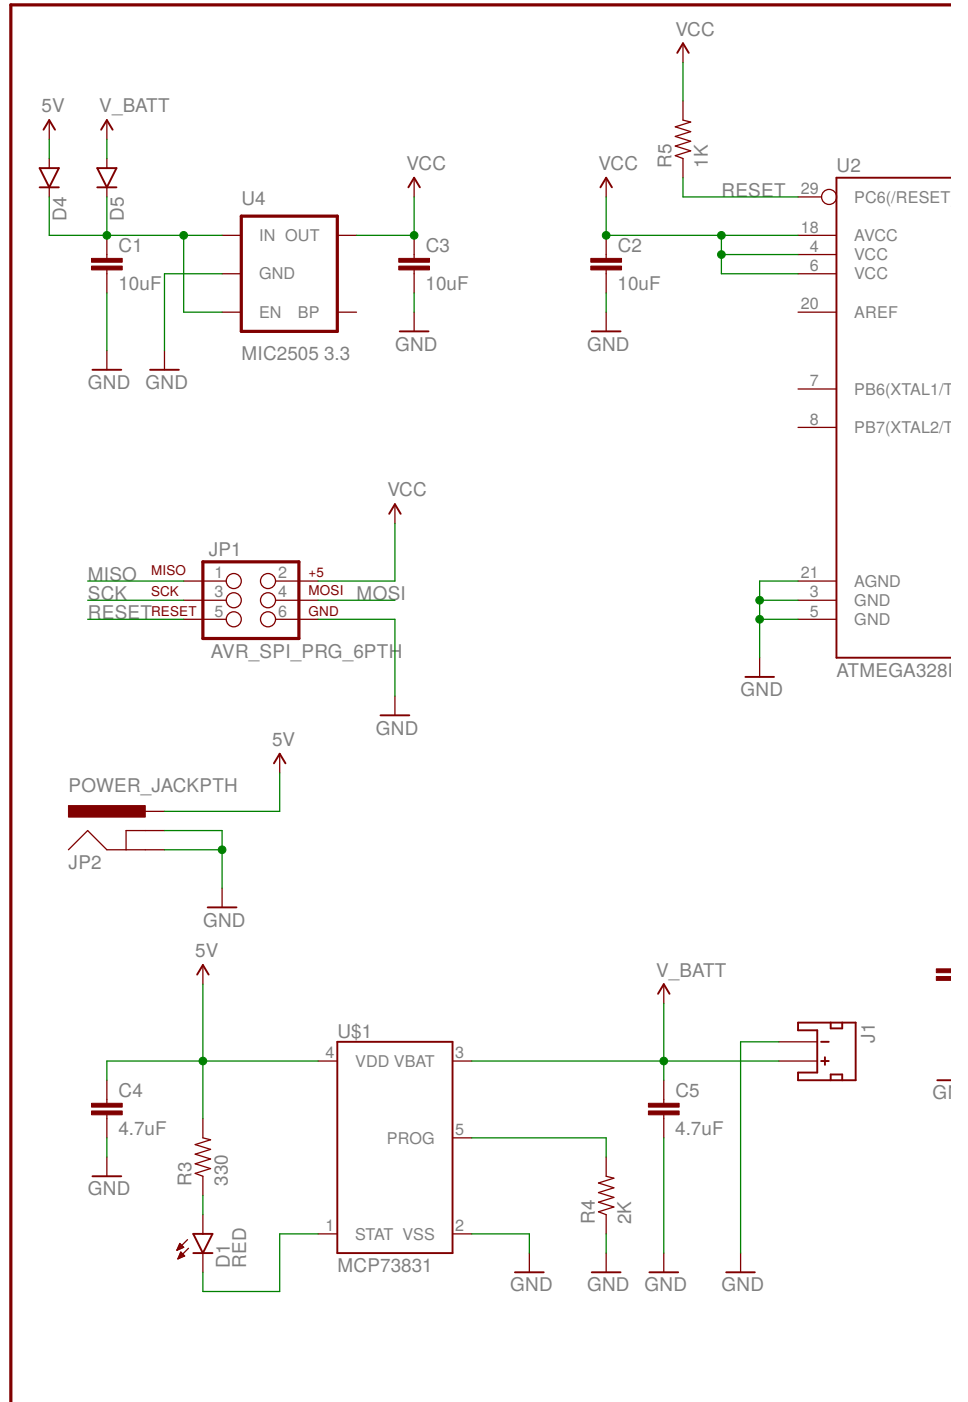 VCC
5V V_BATT
R5 1K
D4 D5
VCC
VCC
U2
U4
RESET 29 PC6(/RESET
IN OUT
C1
10uF
C3
10uF
C2
10uF
18 AVCC
4 VCC
6 VCC
GND
EN BP
20 AREF
GND
GND
MIC2505 3.3
GND GND
7 PB6(XTAL1/T
8 PB7(XTAL2/T
VCC
JP1
MISO MISO 1 2 +5
SCK SCK 3 4 MOSI MOSI
RESET RESET 5 6 GND
AVR_SPI_PRG_6PTH
21 AGND
3 GND
5 GND
GND
ATMEGA328
GND
5V
POWER_JACKPTH
JP2
GND
5V
V_BATT
U$1
J1
4 VDD VBAT 3
- 
+
C4
4.7uF
C5
4.7uF
PROG 5
GND
R3 330
R4 2K
1 STAT VSS 2
D1 RED
MCP73831
GND GND GND GND